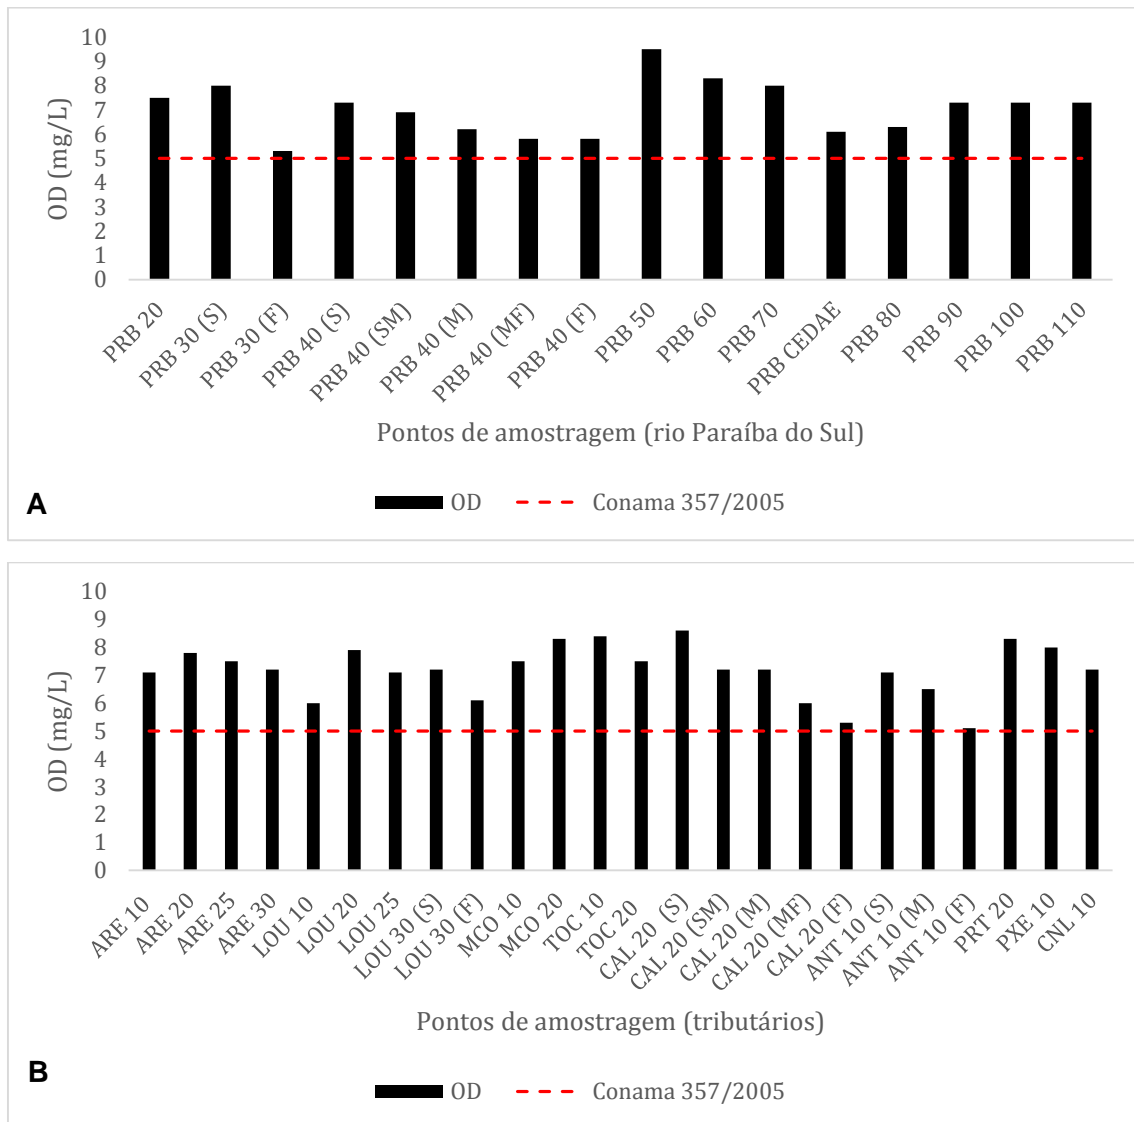 10
9
8
7
6
5
4
3
2
1
0
OD (mg/L)
PRB 20
PRB 30 (S)
PRB 30 (F)
PRB 40 (S)
PRB 40 (SM)
PRB 40 (M)
PRB 40 (MF)
PRB 40 (F)
PRB 50
PRB 60
PRB 70
PRB CEDAE
PRB 80
PRB 90
PRB 100
PRB 110
Pontos de amostragem (rio Paraíba do Sul)
A
OD
Conama 357/2005
10
9
8
7
6
5
4
3
2
1
0
OD (mg/L)
ARE 10
ARE 20
ARE 25
ARE 30
LOU 10
LOU 20
LOU 25
LOU 30 (S)
LOU 30 (F)
MCO 10
MCO 20
TOC 10
TOC 20
CAL 20 (S)
CAL 20 (SM)
CAL 20 (M)
CAL 20 (MF)
CAL 20 (F)
ANT 10 (S)
ANT 10 (M)
ANT 10 (F)
PRT 20
PXE 10
CNL 10
Pontos de amostragem (tributários)
B
OD
Conama 357/2005